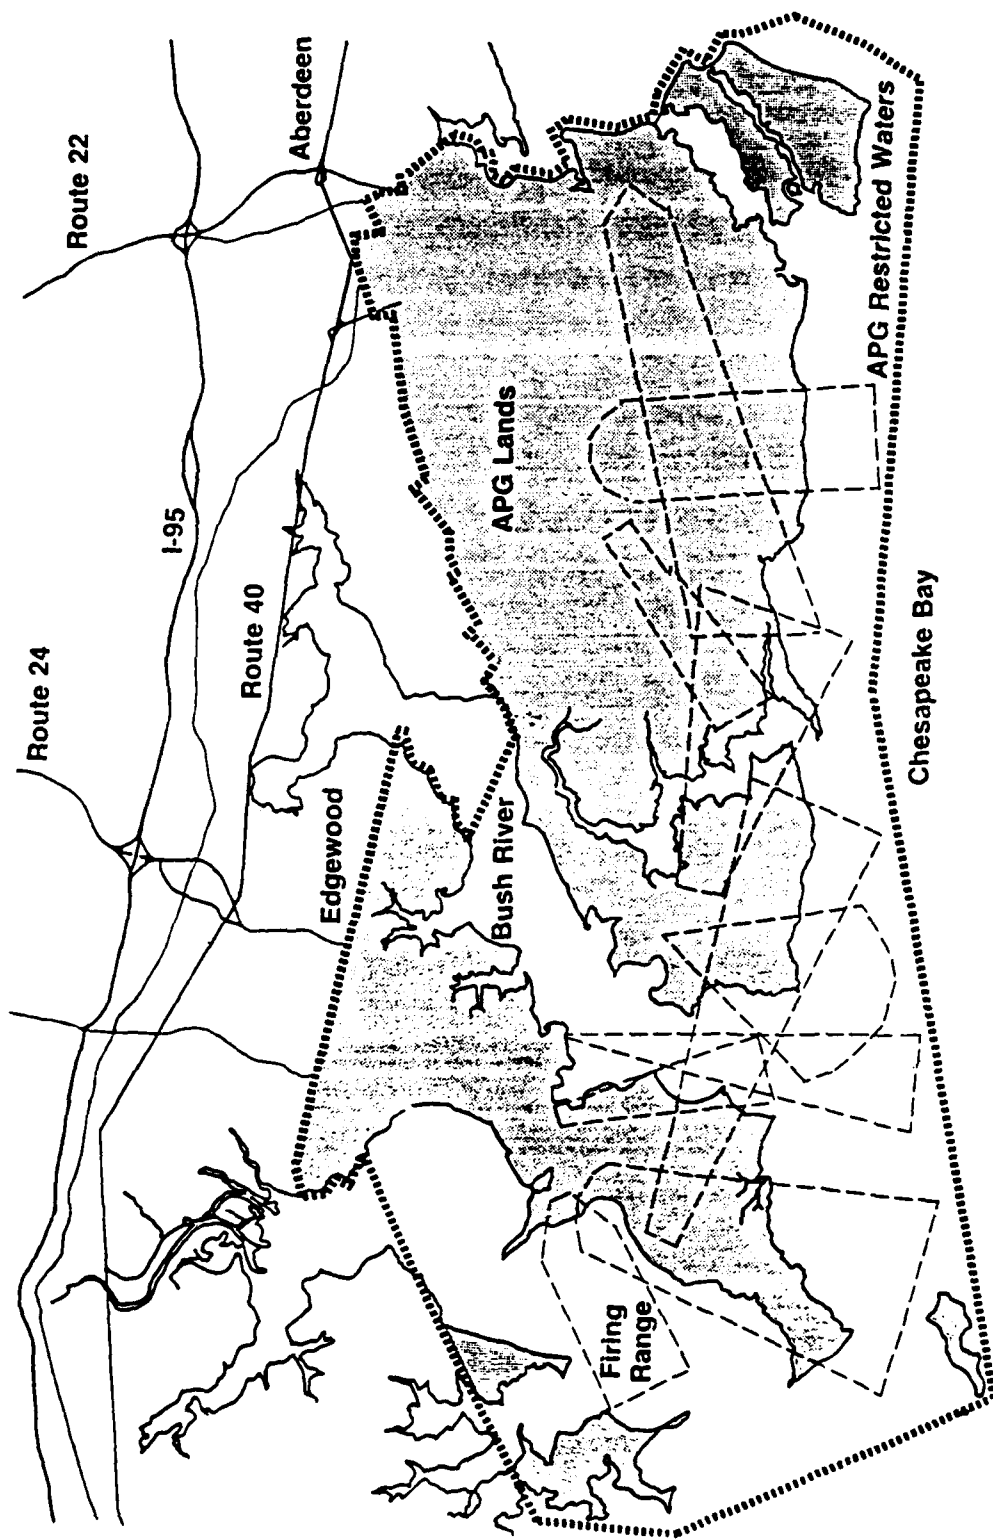 Route 24
Route 22
I-95
Route 40
Aberdeen
Edgewood
APG Lands
Bush River
Firing
Range
APG Restricted Waters
Chesapeake Bay